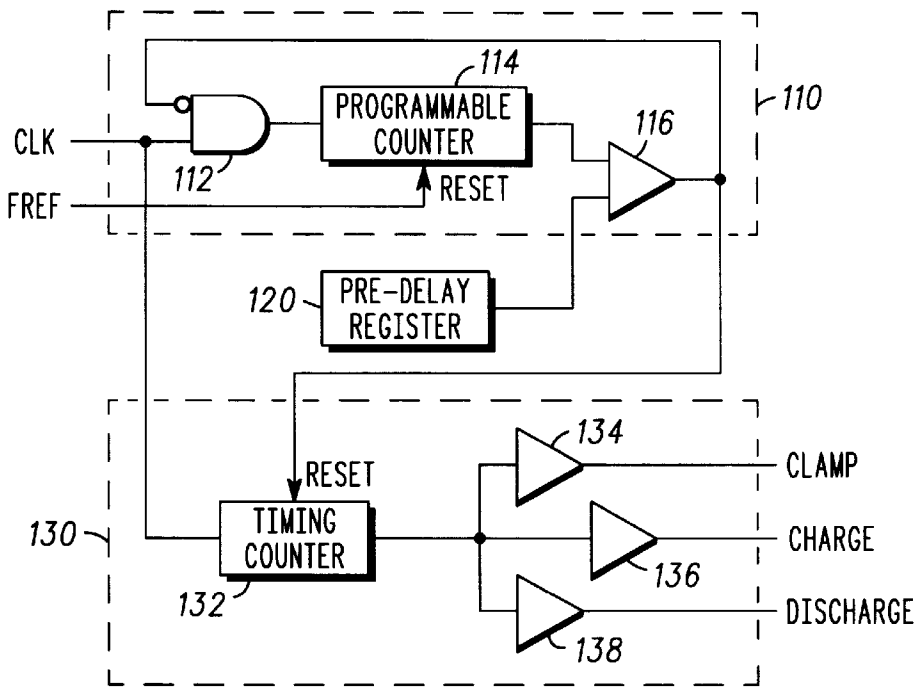 114
PROGRAMMABLE
COUNTER
116
110
CLK
112
RESET
FREF
120
PRE-DELAY
REGISTER
134
RESET
CLAMP
130
TIMING
COUNTER
CHARGE
132
136
DISCHARGE
138